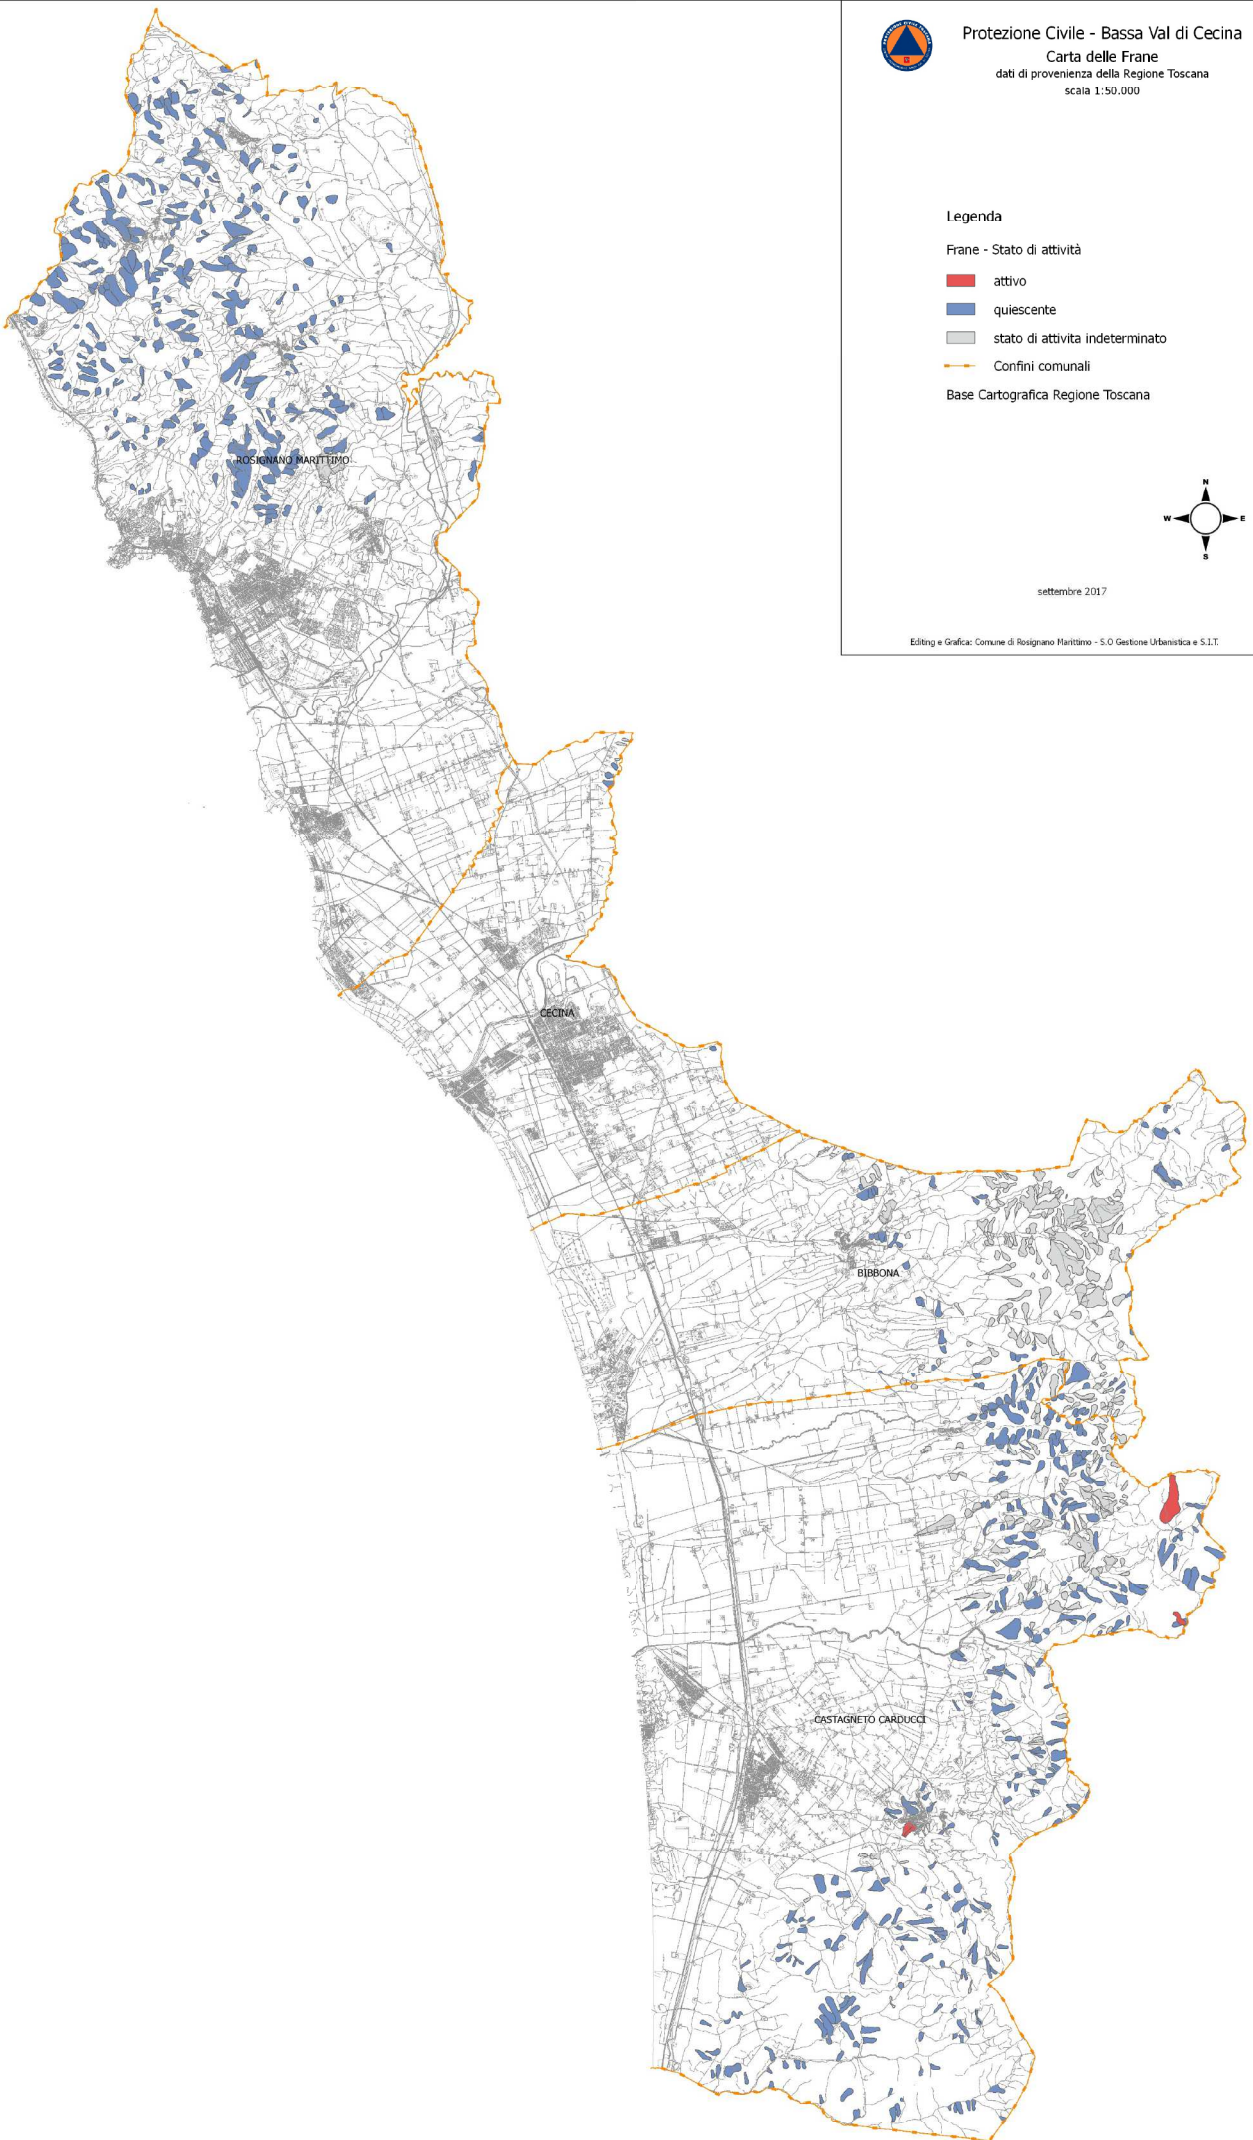 Protezione Civile - Bassa Val di Cecina
Carta delle Frane
dati di provenienza della Regione Toscana
scala 1:50.000
Legenda
Frane - Stato di attività
attivo
quiescente
stato di attivita indeterminato
Confini comunali
Base Cartografica Regione Toscana
N
W
E
S
settembre 2017
Editing e Grafica: Comune di Rosignano Marittimo - S.O Gestione Urbanistica e S.I.T.
ROSIGNANO MARITTIMO
CECINA
BIBBONA
CASTAGNETO CARDUCCI